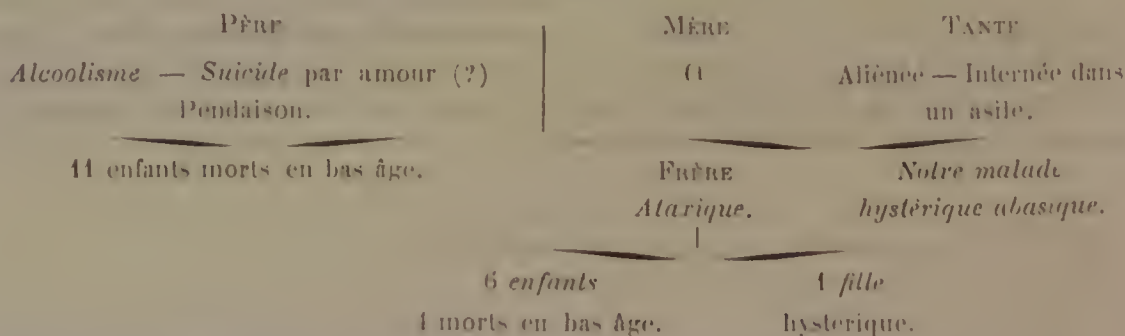 PÈRE MÈRE TANTE
Alcoolisme — Suicide par amour (?) 0 Aliénée — Internée dans
Pendaison. un asile.
11 enfants morts en bas âge. FRÈRE Notre malade
Ataxique. hystérique abasique.
6 enfants 1 fille
morts en bas âge. hystérique.